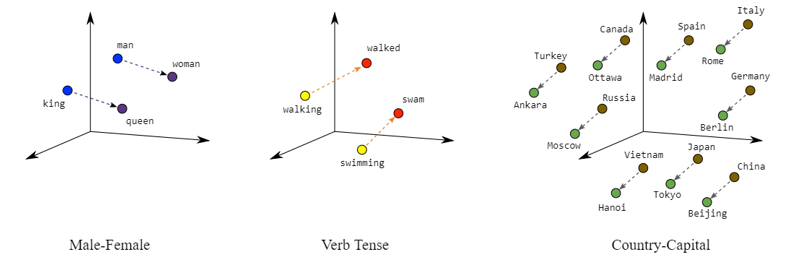 man
woman
king
queen
Male-Female
walked
walking
swam
swimming
Verb Tense
Italy
Canada
Spain
Turkey
Rome
Ottawa
Madrid
Germany
Ankara
Russia
Berlin
Moscow
Vietnam
Japan
China
Hanoi
Tokyo
Beijing
Country-Capital